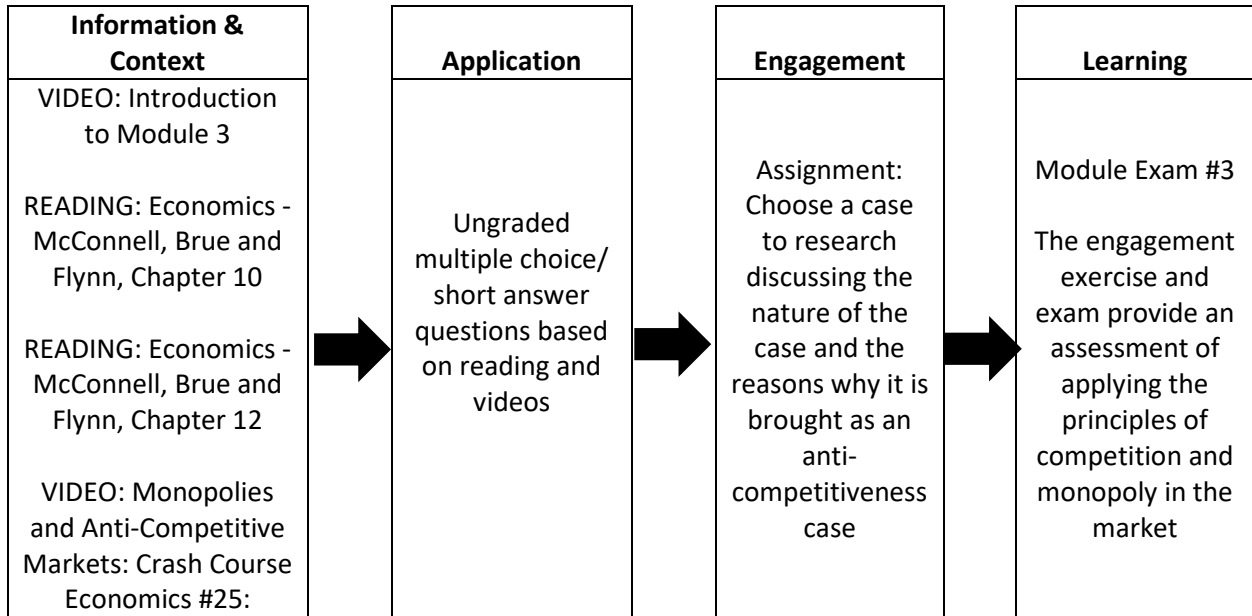 Information &
Context
VIDEO: Introduction
to Module 3
READING: Economics -
McConnell, Brue and
Flynn, Chapter 10
READING: Economics -
McConnell, Brue and
Flynn, Chapter 12
VIDEO: Monopolies
and Anti-Competitive
Markets: Crash Course
Economics #25:
Application
Ungraded
multiple choice/
short answer
questions based
on reading and
videos
Engagement
Assignment:
Choose a case
to research
discussing the
nature of the
case and the
reasons why it is
brought as an
anti-
competitiveness
case
Learning
Module Exam #3
The engagement
exercise and
exam provide an
assessment of
applying the
principles of
competition and
monopoly in the
market